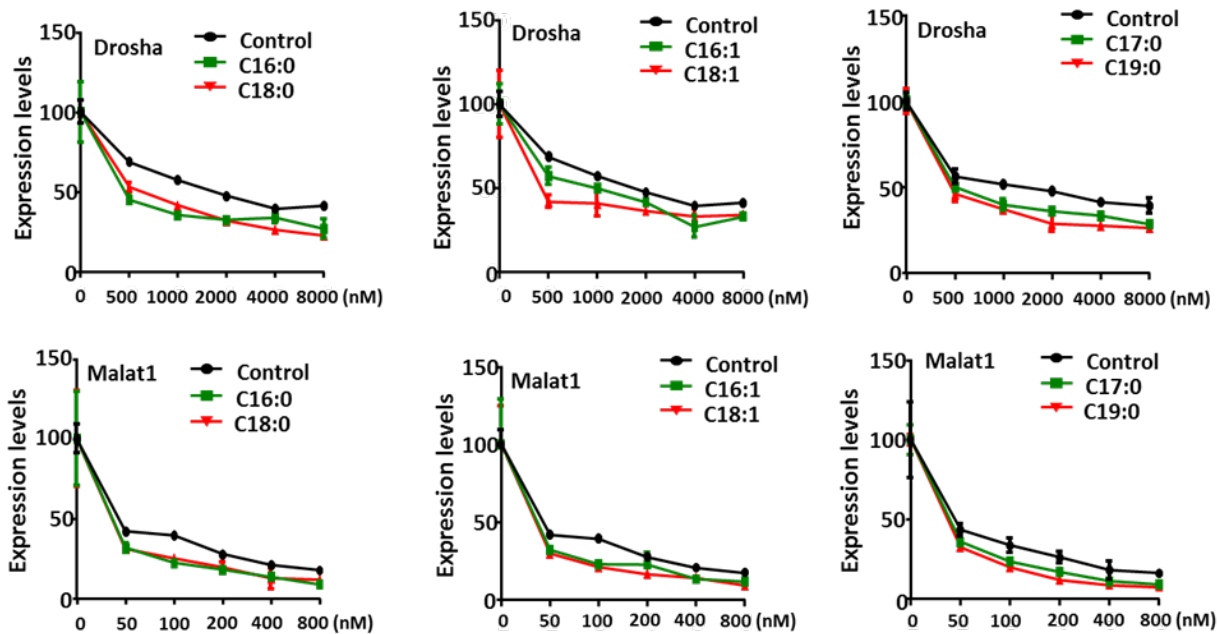 Drosha
Control
C16:0
C18:0
Expression levels
150
100
50
0
0 500 1000 2000 4000 8000 (nM)
Drosha
Control
C16:1
C18:1
Expression levels
150
100
50
0
0 500 1000 2000 4000 8000 (nM)
Drosha
Control
C17:0
C19:0
Expression levels
150
100
50
0
0 500 1000 2000 4000 8000 (nM)
Malat1
Control
C16:0
C18:0
Expression levels
150
100
50
0
0 50 100 200 400 800 (nM)
Malat1
Control
C16:1
C18:1
Expression levels
150
100
50
0
0 50 100 200 400 800 (nM)
Malat1
Control
C17:0
C19:0
Expression levels
150
100
50
0
0 50 100 200 400 800 (nM)